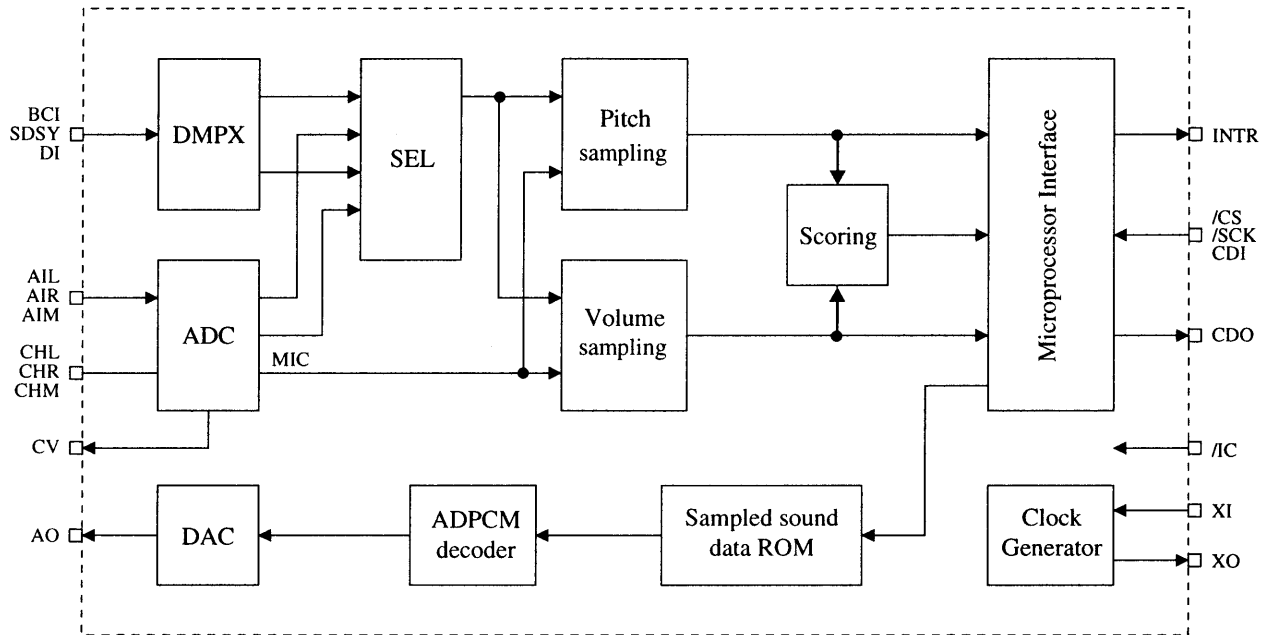 BCI
SDSY
DI
DMPX
SEL
Pitch
sampling
Microprocessor Interface
INTR
Scoring
/CS
/SCK
CDI
AIL
AIR
AIM
ADC
Volume
sampling
CDO
CHL
CHR
CHM
MIC
CV
/IC
AO
DAC
ADPCM
decoder
Sampled sound
data ROM
Clock
Generator
XI
XO